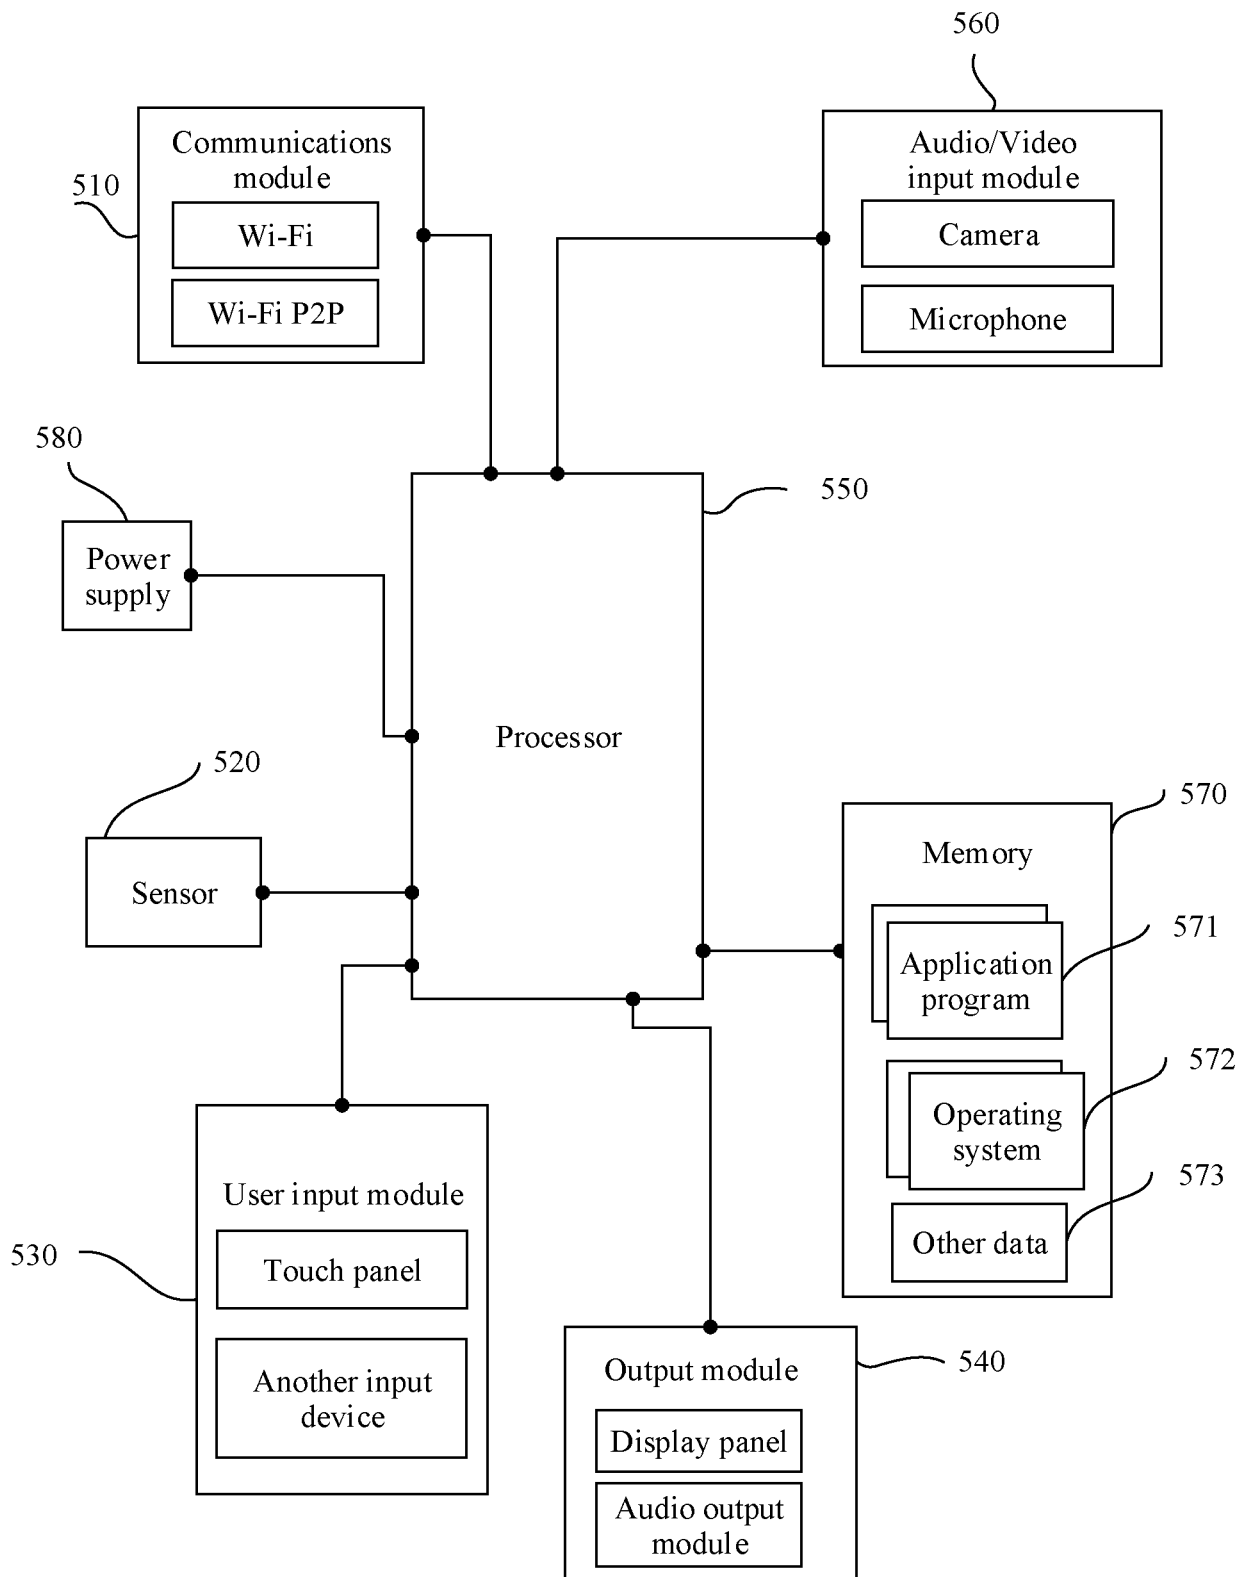 560
Communications
module
510
Wi-Fi
Wi-Fi P2P
Audio/Video
input module
Camera
Microphone
580
Power
supply
550
Processor
520
Sensor
570
Memory
571
Application
program
572
Operating
system
573
Other data
User input module
530
Touch panel
Another input
device
Output module
540
Display panel
Audio output
module